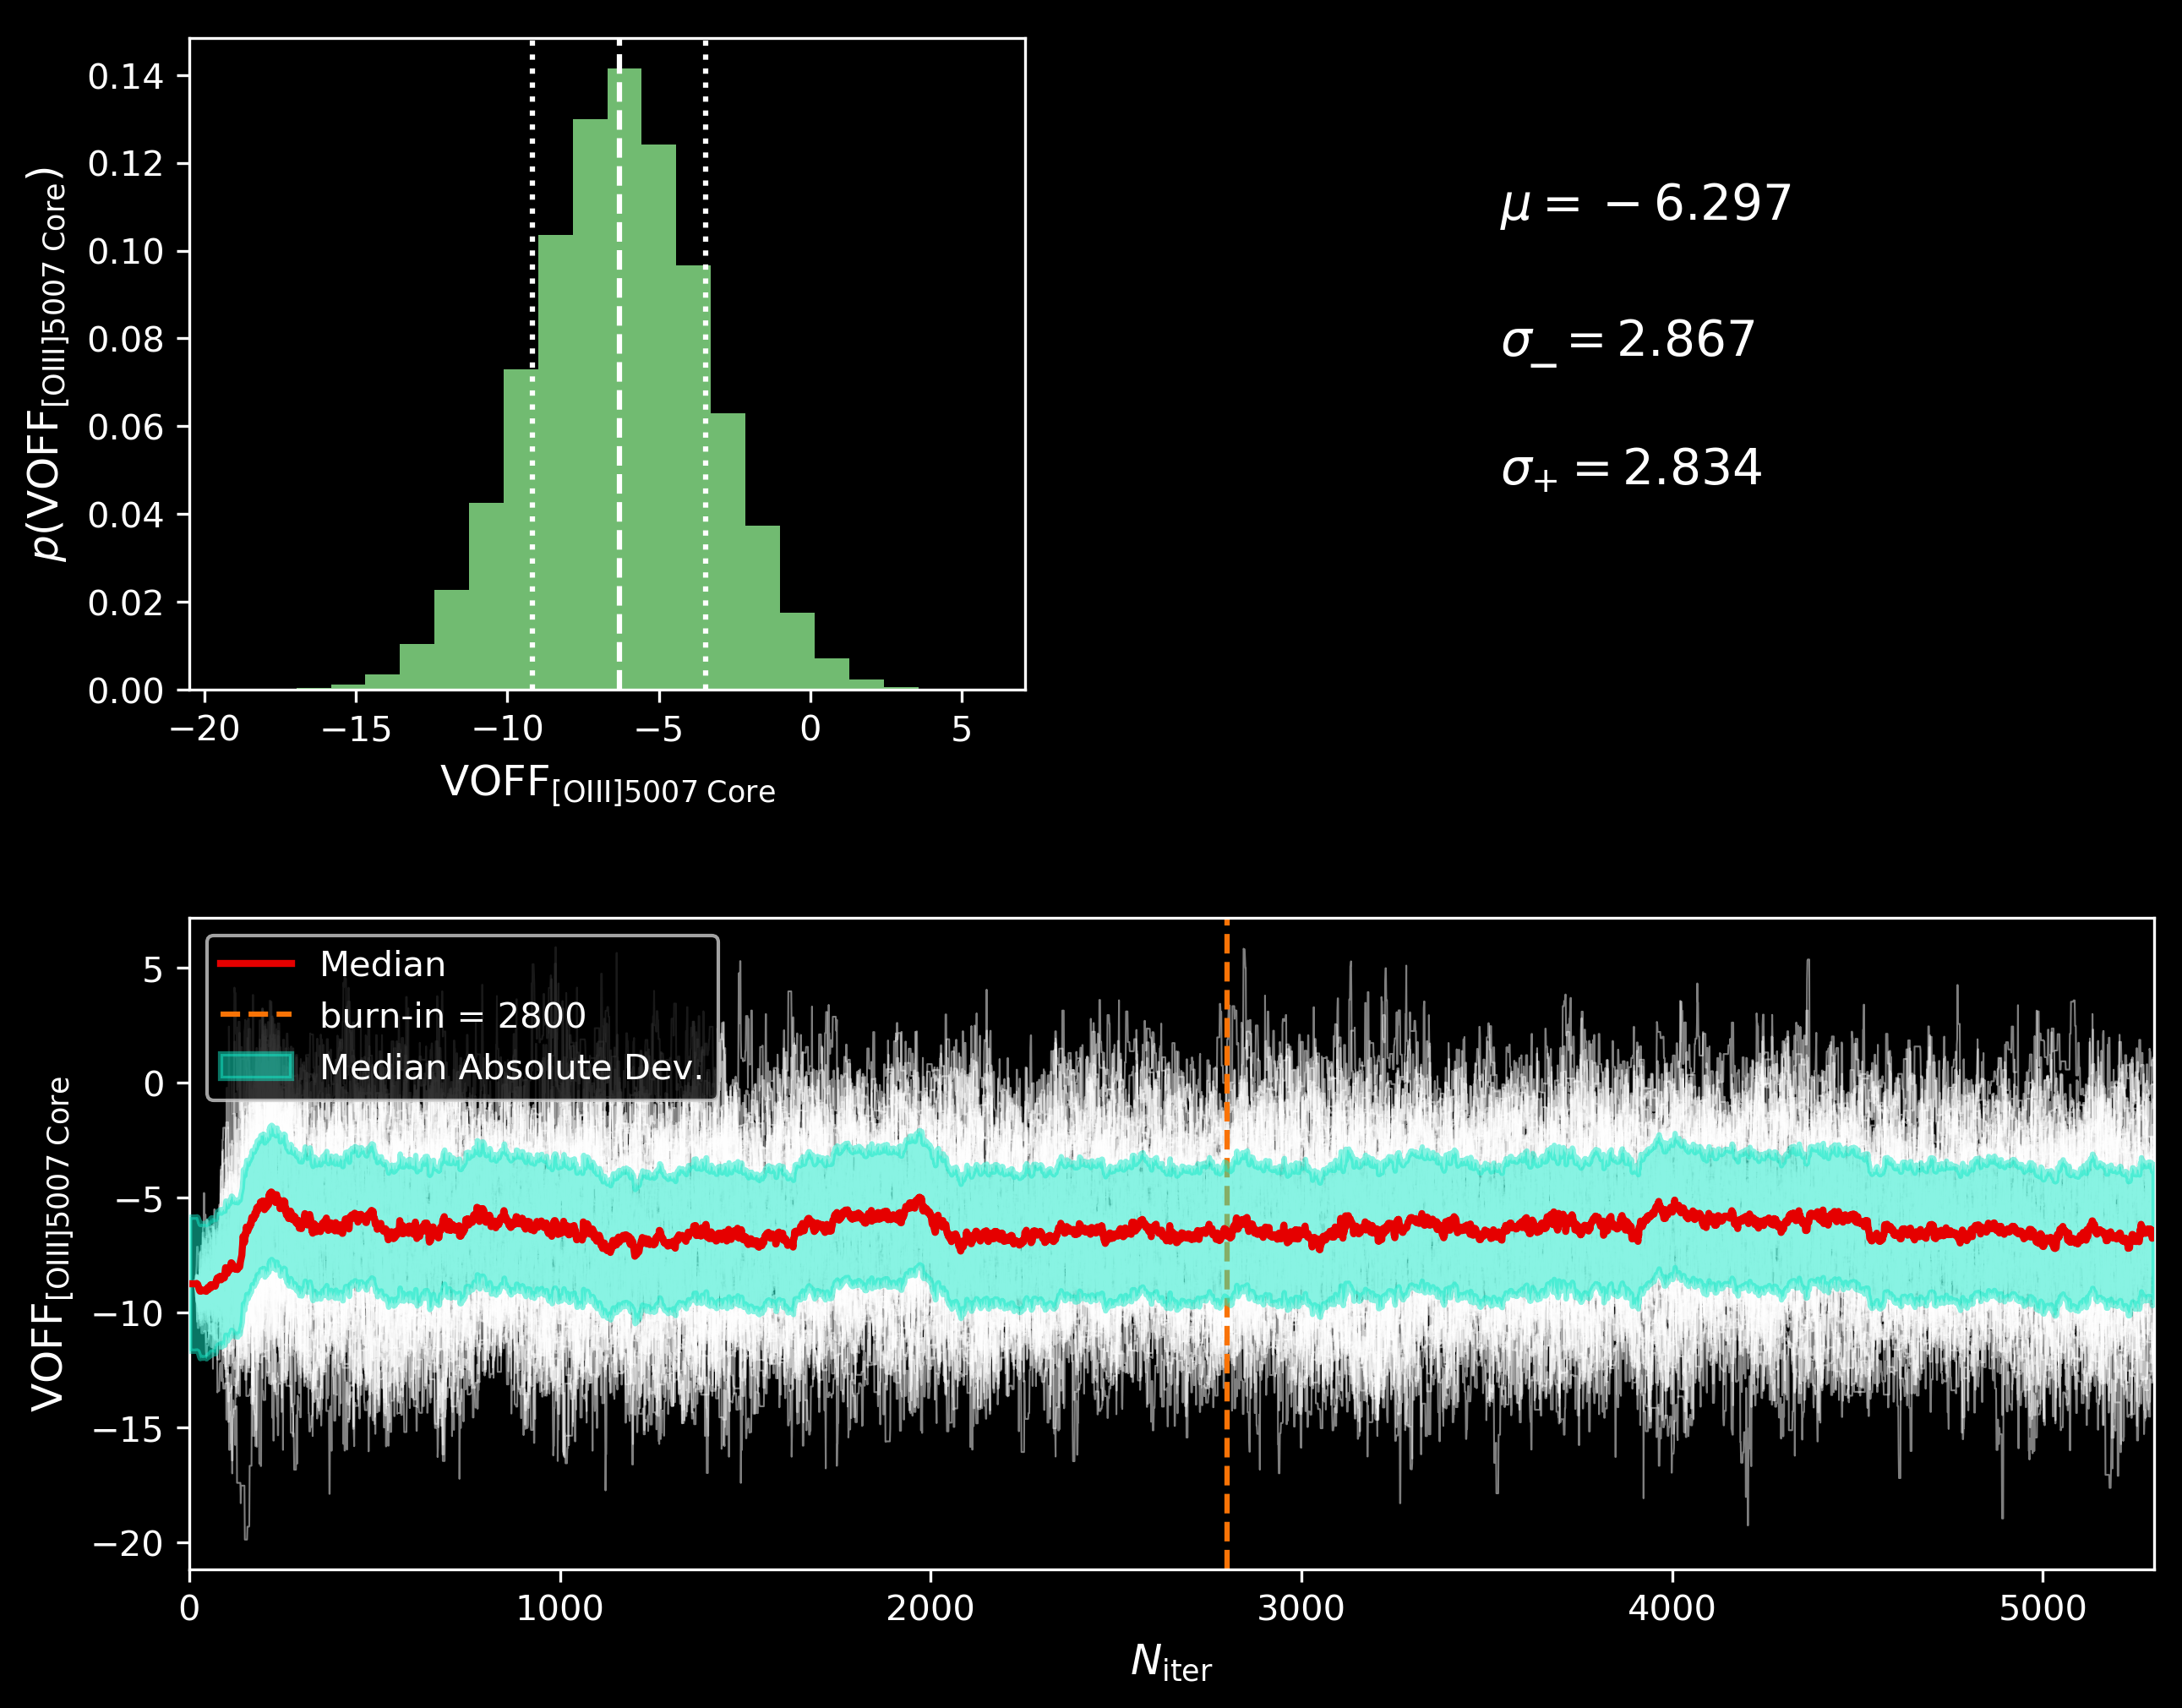 p(VOFF[OIII]5007 Core)
0.14
0.12
0.10
0.08
0.06
0.04
0.02
0.00
−20 −15 −10 −5 0 5
VOFF[OIII]5007 Core
μ = −6.297
σ− = 2.867
σ+ = 2.834
VOFF[OIII]5007 Core
5
0
−5
−10
−15
−20
Median
burn-in = 2800
Median Absolute Dev.
0 1000 2000 3000 4000 5000
Niter